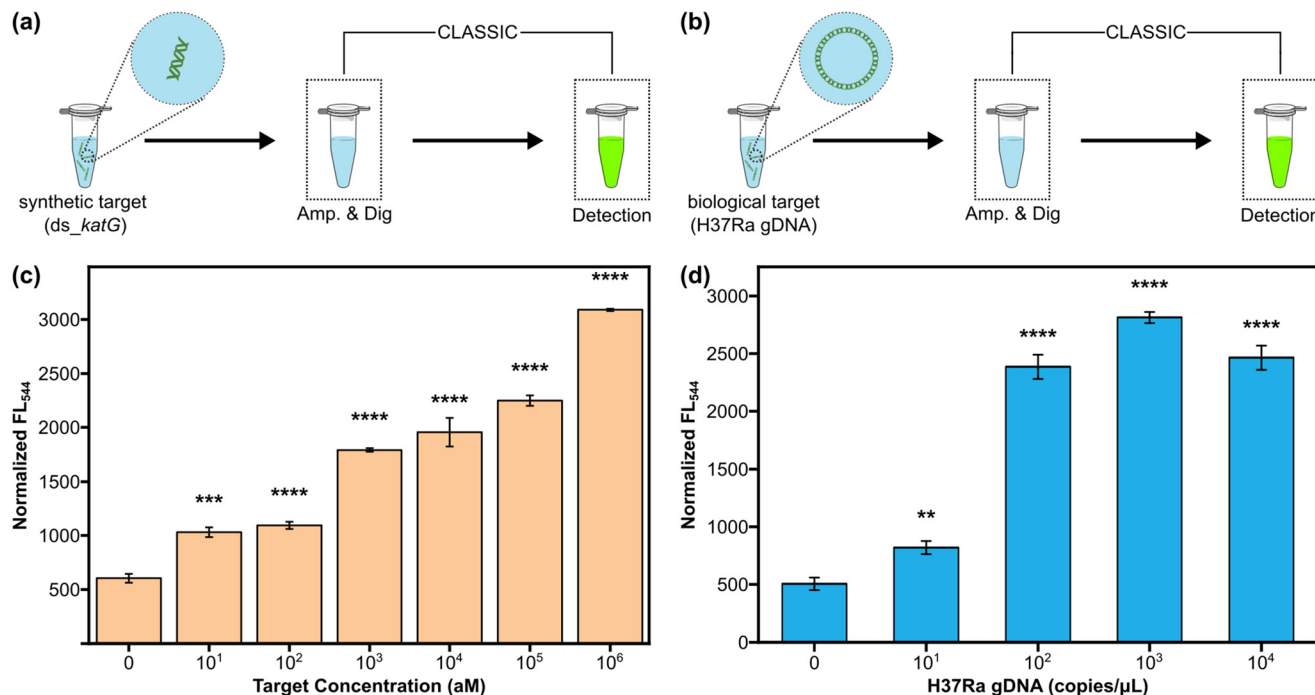 (a)
CLASSIC
synthetic target
(ds_katG)
Amp. & Dig
Detection
(b)
CLASSIC
biological target
(H37Ra gDNA)
Amp. & Dig
Detection
(c)
Normalized FL₅₄₄
3000
2500
2000
1500
1000
500
****
***
****
****
****
****
0
10¹
10²
10³
10⁴
10⁵
10⁶
Target Concentration (aM)
(d)
Normalized FL₅₄₄
3000
2500
2000
1500
1000
500
0
**
****
****
****
0
10¹
10²
10³
10⁴
H37Ra gDNA (copies/µL)